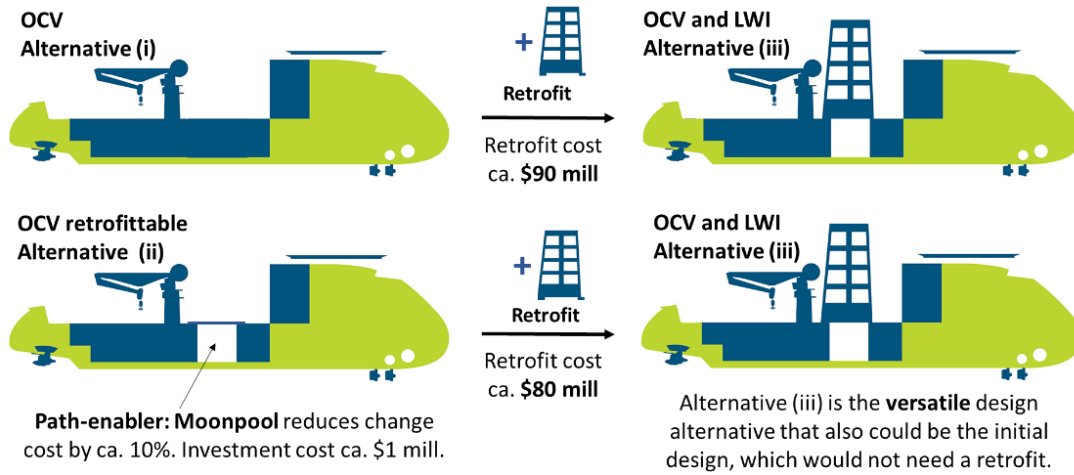 OCV
Alternative (i)
+
Retrofit
Retrofit cost
ca. $90 mill
OCV and LWI
Alternative (iii)
OCV retrofittable
Alternative (ii)
+
Retrofit
Retrofit cost
ca. $80 mill
OCV and LWI
Alternative (iii)
Path-enabler: Moonpool reduces change
cost by ca. 10%. Investment cost ca. $1 mill.
Alternative (iii) is the versatile design
alternative that also could be the initial
design, which would not need a retrofit.